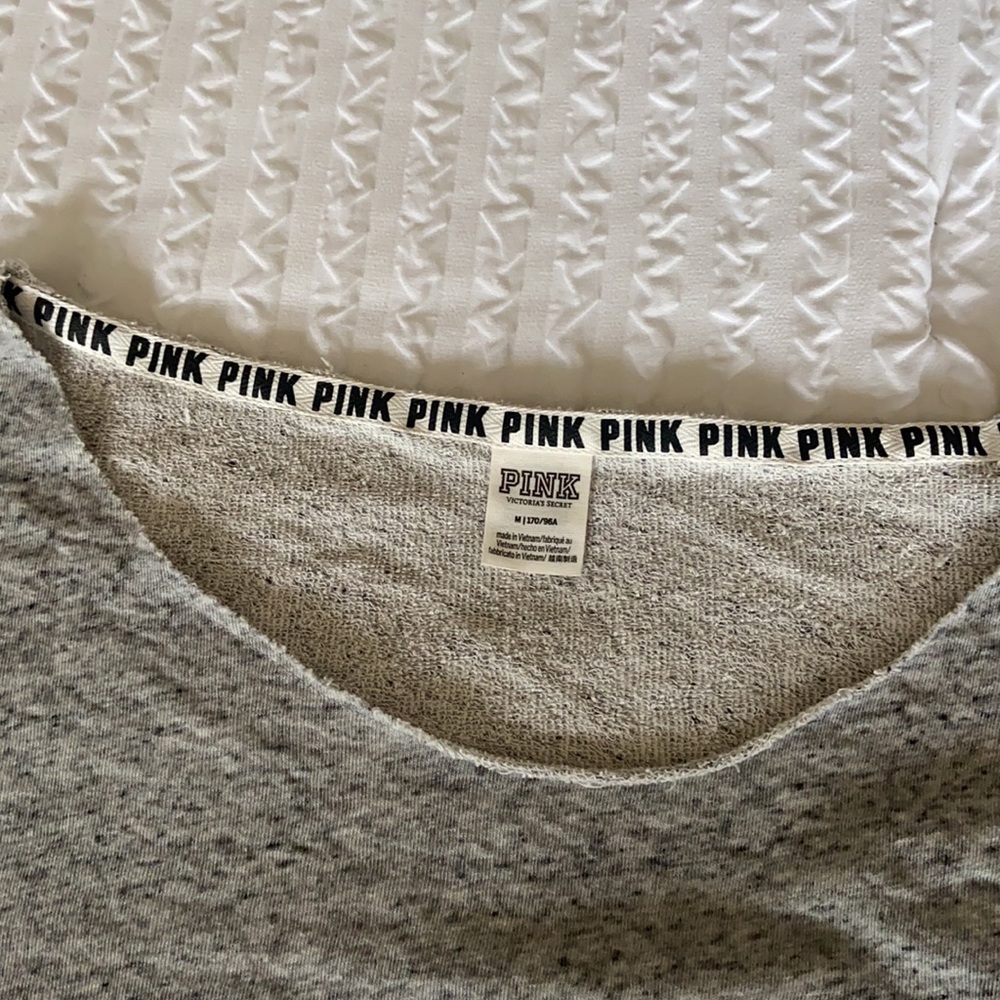 K PINK PINK PINK PINK PINK PINK PINK PINK PINK PINK
PINK
VICTORIA'S SECRET
M | 170/96A
made in Vietnam/fabriqué au
Vietnam/hecho en Vietnam/
fabbricato in Vietnam/ 越南制造